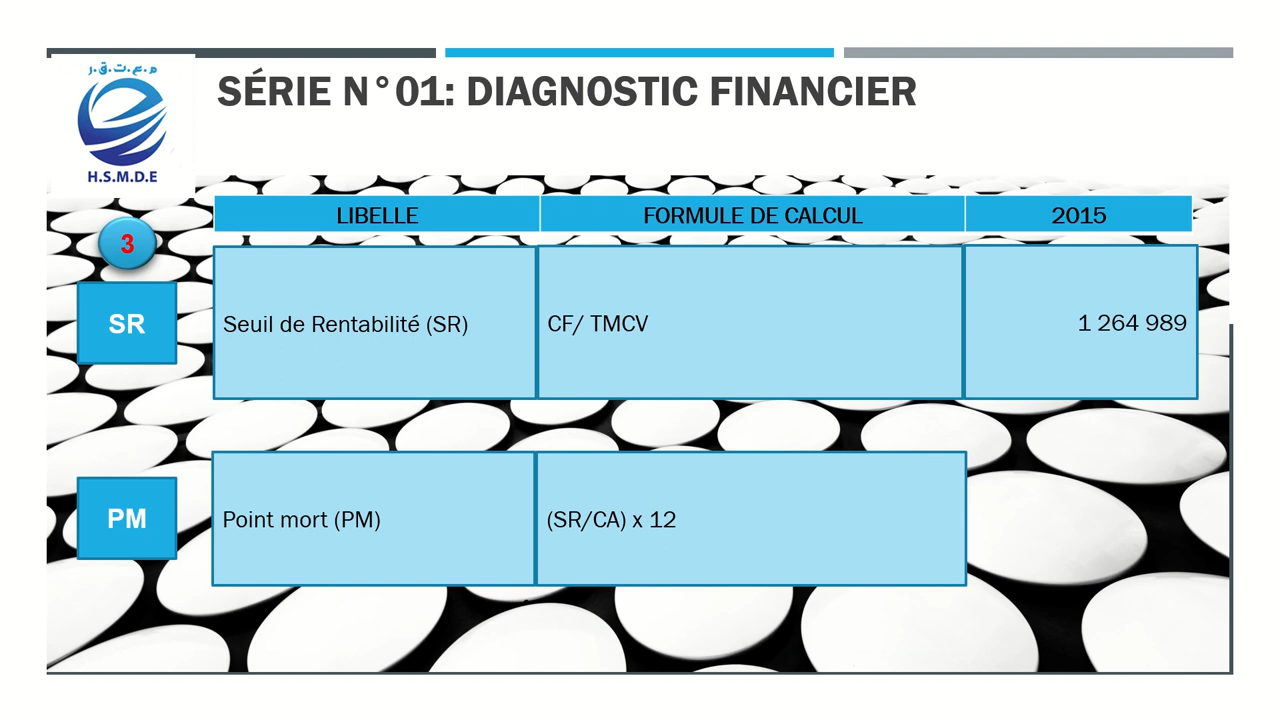 م.ع.ت.ق.ر
H.S.M.D.E
SÉRIE N°01: DIAGNOSTIC FINANCIER
LIBELLE FORMULE DE CALCUL 2015
3
SR Seuil de Rentabilité (SR) CF/ TMCV 1 264 989
PM Point mort (PM) (SR/CA) x 12